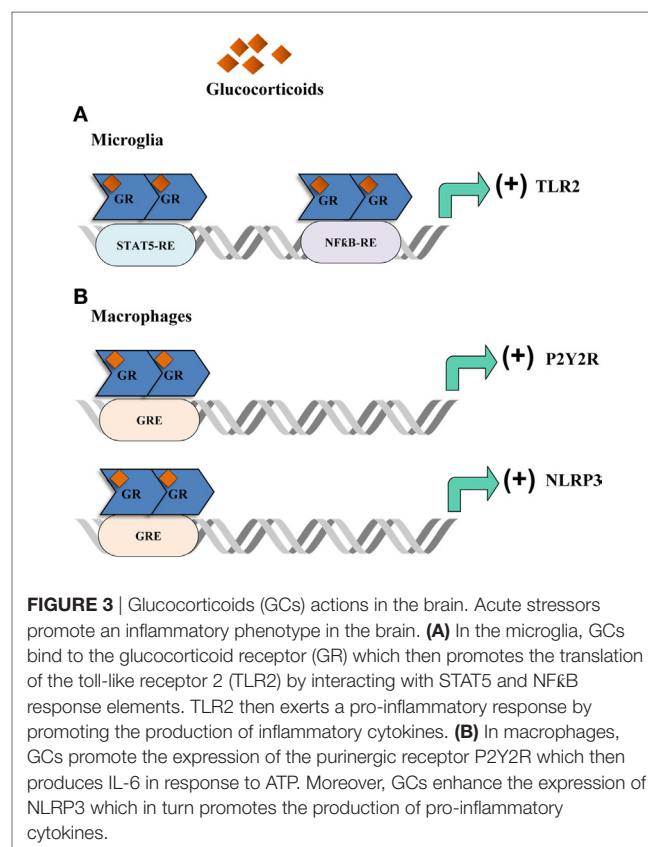 Glucocorticoids
A
Microglia
GR GR GR GR
(+) TLR2
STAT5-RE NFƙB-RE
B
Macrophages
(+) P2Y2R
GR GR
GRE
(+) NLRP3
GR GR
GRE
FIGURE 3 | Glucocorticoids (GCs) actions in the brain. Acute stressors
promote an inflammatory phenotype in the brain. (A) In the microglia, GCs
bind to the glucocorticoid receptor (GR) which then promotes the translation
of the toll-like receptor 2 (TLR2) by interacting with STAT5 and NFƙB
response elements. TLR2 then exerts a pro-inflammatory response by
promoting the production of inflammatory cytokines. (B) In macrophages,
GCs promote the expression of the purinergic receptor P2Y2R which then
produces IL-6 in response to ATP. Moreover, GCs enhance the expression of
NLRP3 which in turn promotes the production of pro-inflammatory
cytokines.